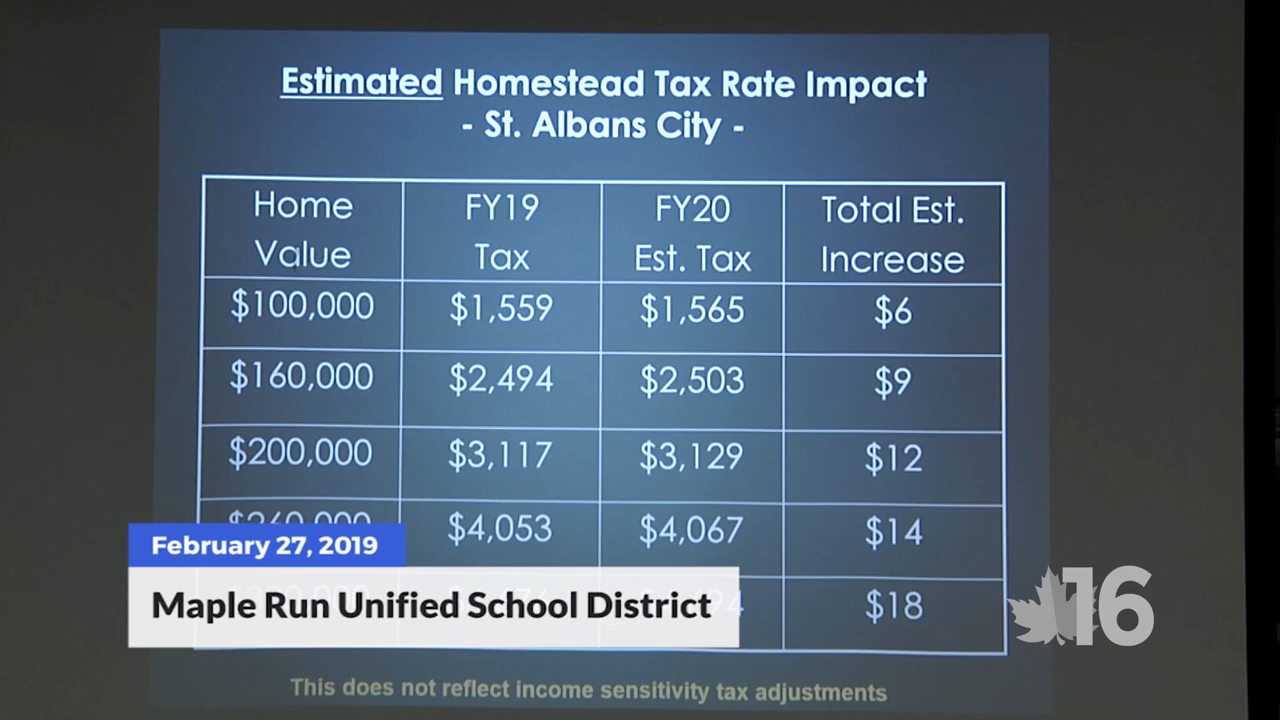 Estimated Homestead Tax Rate Impact
- St. Albans City -
Home Value FY19 Tax FY20 Est. Tax Total Est. Increase
$100,000 $1,559 $1,565 $6
$160,000 $2,494 $2,503 $9
$200,000 $3,117 $3,129 $12
$260,000 $4,053 $4,067 $14
$18
February 27, 2019
Maple Run Unified School District
16
This does not reflect income sensitivity tax adjustments